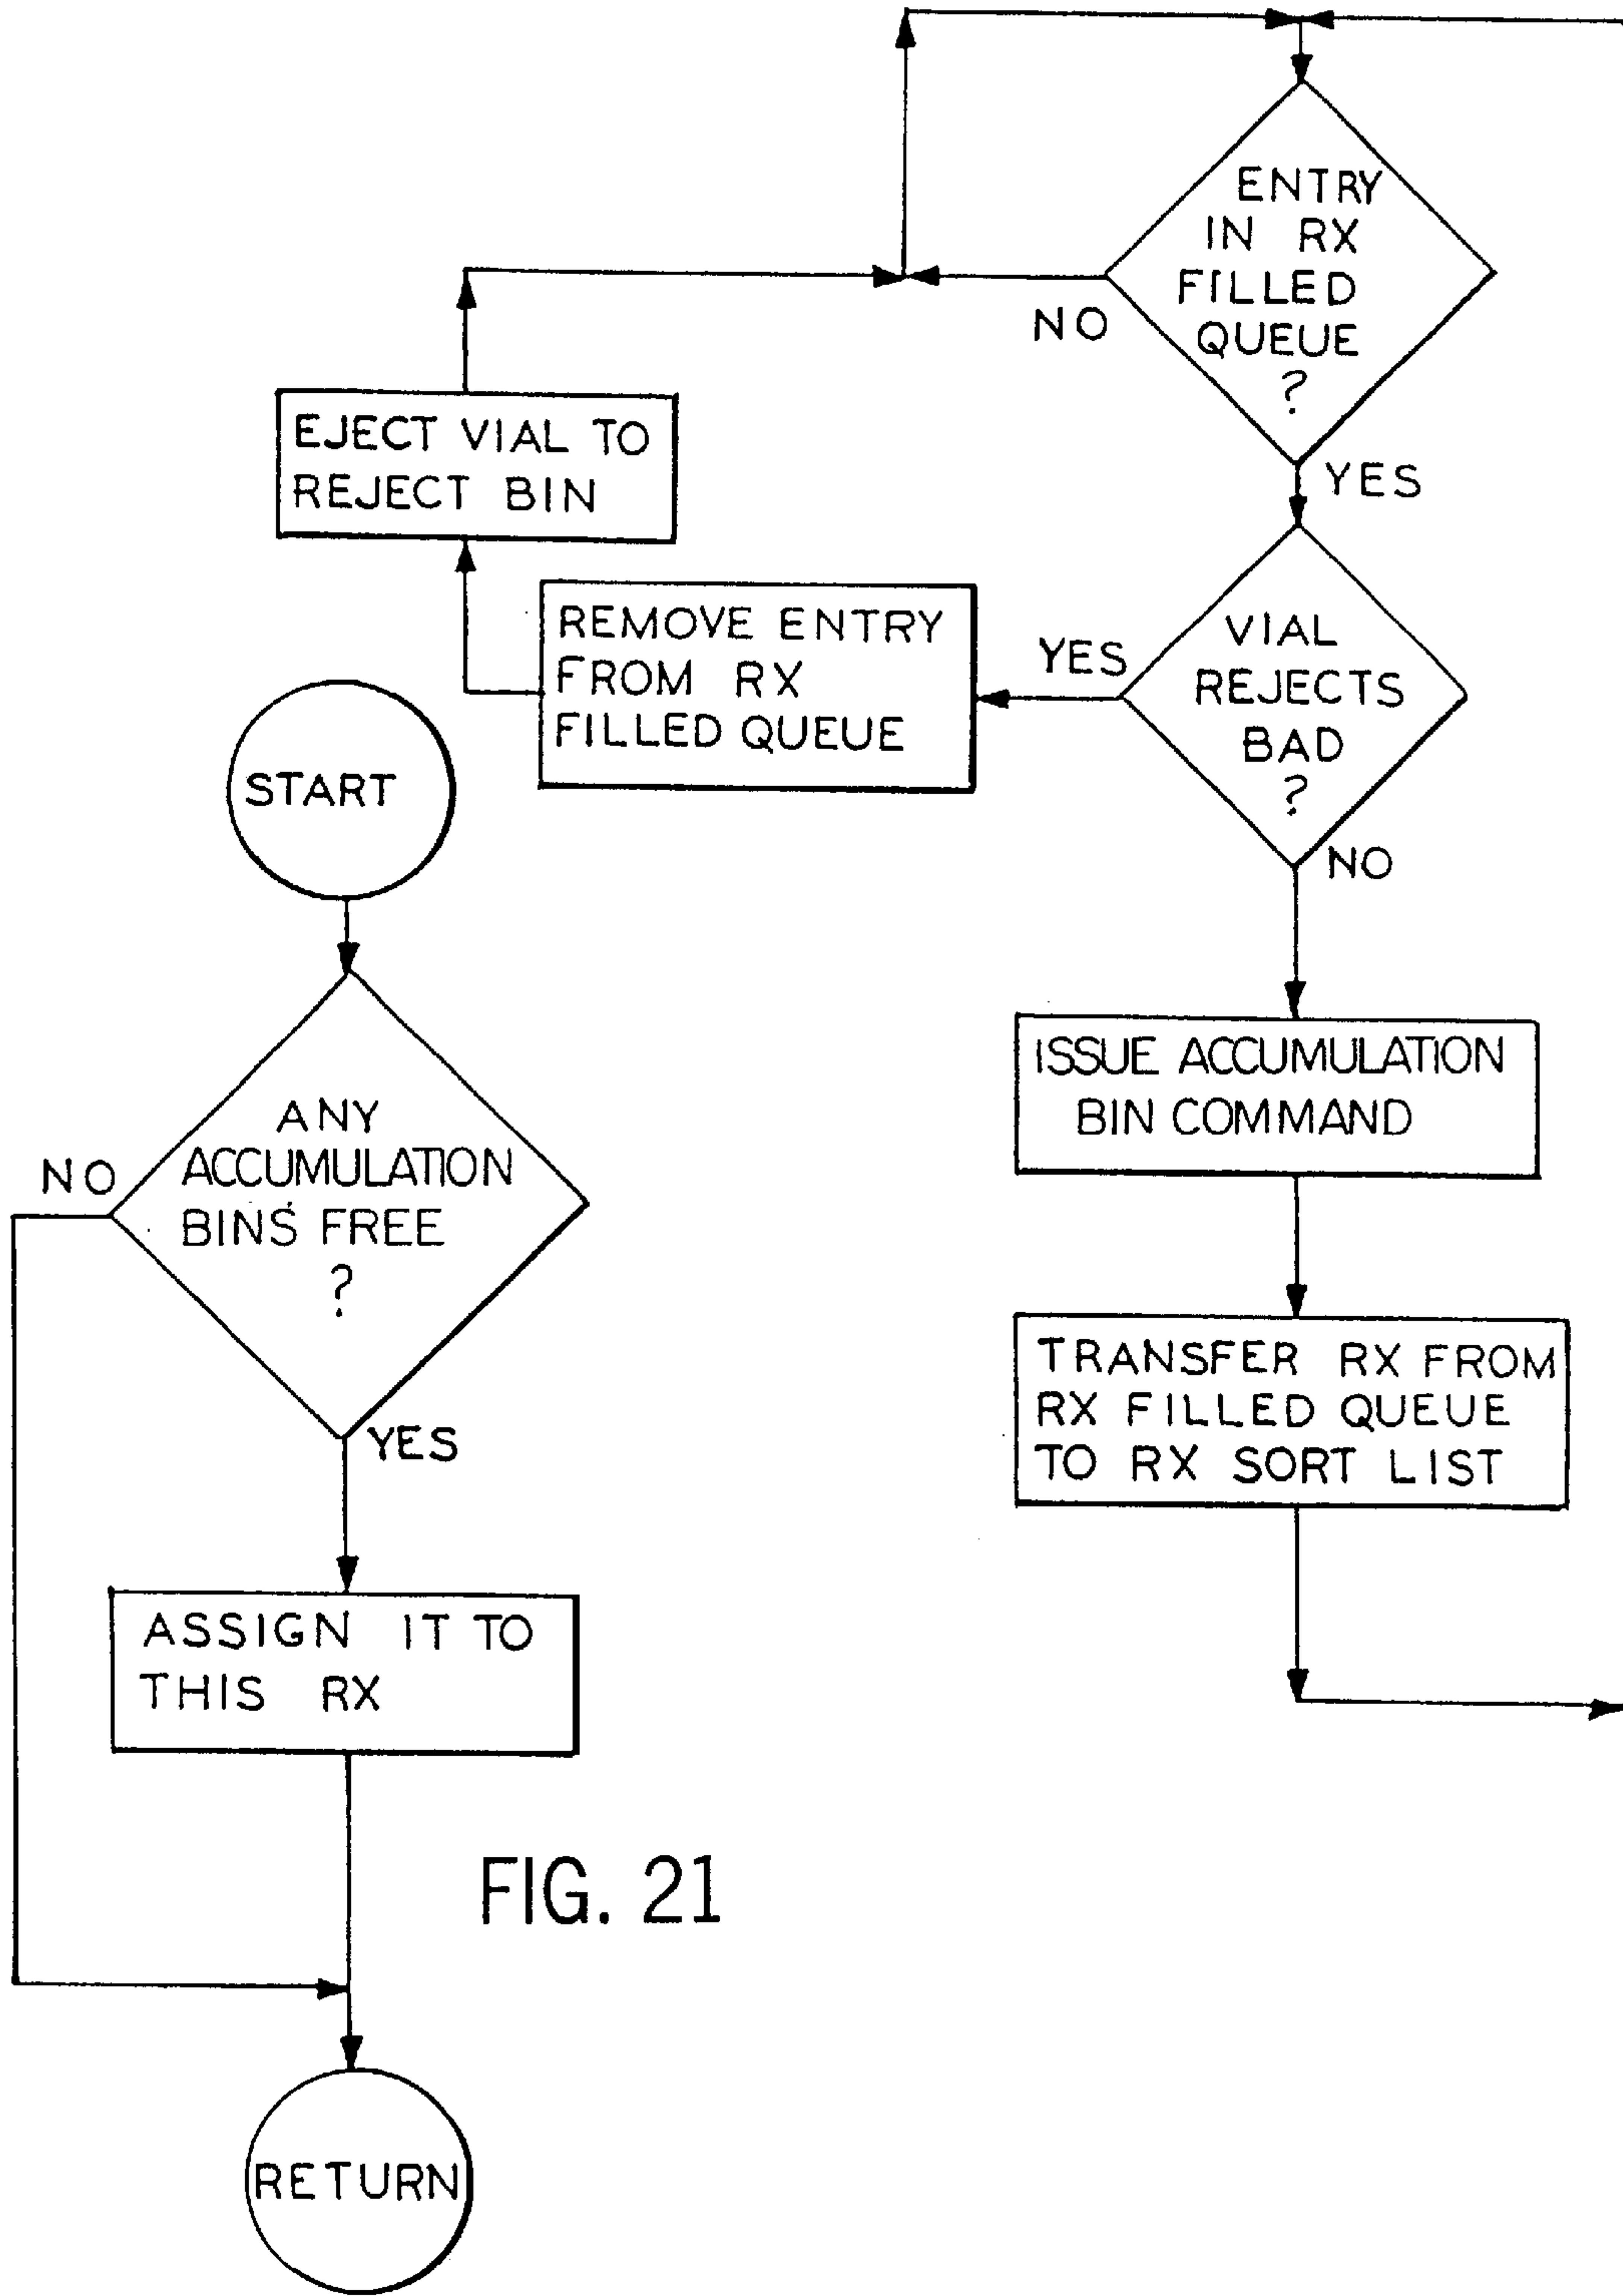 ENTRY
IN RX
FILLED
QUEUE
?
NO
YES
EJECT VIAL TO
REJECT BIN
REMOVE ENTRY
FROM RX
FILLED QUEUE
YES
VIAL
REJECTS
BAD
?
NO
ISSUE ACCUMULATION
BIN COMMAND
TRANSFER RX FROM
RX FILLED QUEUE
TO RX SORT LIST
START
ANY
ACCUMULATION
BINS FREE
?
NO
YES
ASSIGN IT TO
THIS RX
RETURN
FIG. 21